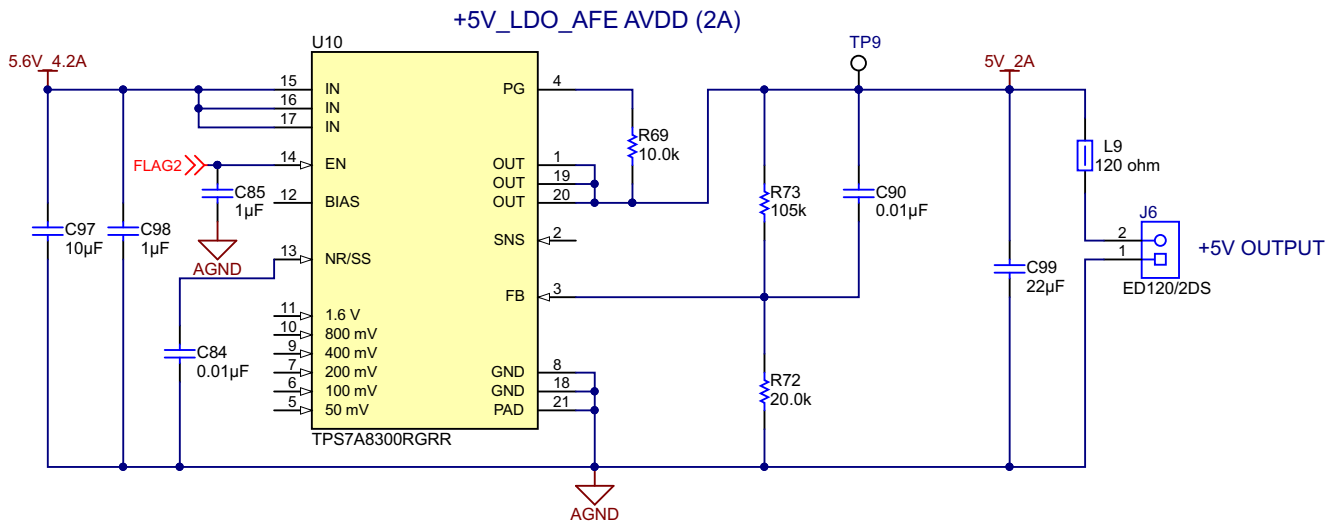 +5V_LDO_AFE AVDD (2A)
U10
5.6V_4.2A
TP9
5V_2A
15 IN
16 IN
17 IN
PG 4
R69
10.0k
FLAG2
14 EN
OUT 1
OUT 19
OUT 20
12 BIAS
C85
1µF
AGND
SNS 2
13 NR/SS
FB 3
C97
10µF
C98
1µF
R73
105k
C90
0.01µF
L9
120 ohm
J6
2
1
+5V OUTPUT
ED120/2DS
C99
22µF
11 1.6 V
10 800 mV
9 400 mV
7 200 mV
6 100 mV
5 50 mV
GND 8
GND 18
PAD 21
C84
0.01µF
R72
20.0k
TPS7A8300RGRR
AGND